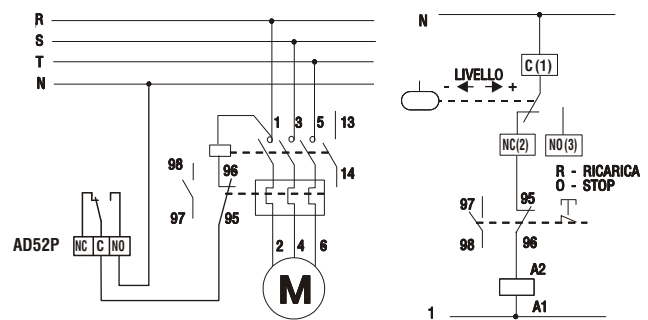 R
S
T
N
1 3 5 13
14
98
97
96
95
AD52P
NC C NO
2 4 6
M
N
C (1)
- LIVELLO +
NC(2) NO(3)
R - RICARICA
O - STOP
97
98
95
96
A2
A1
1